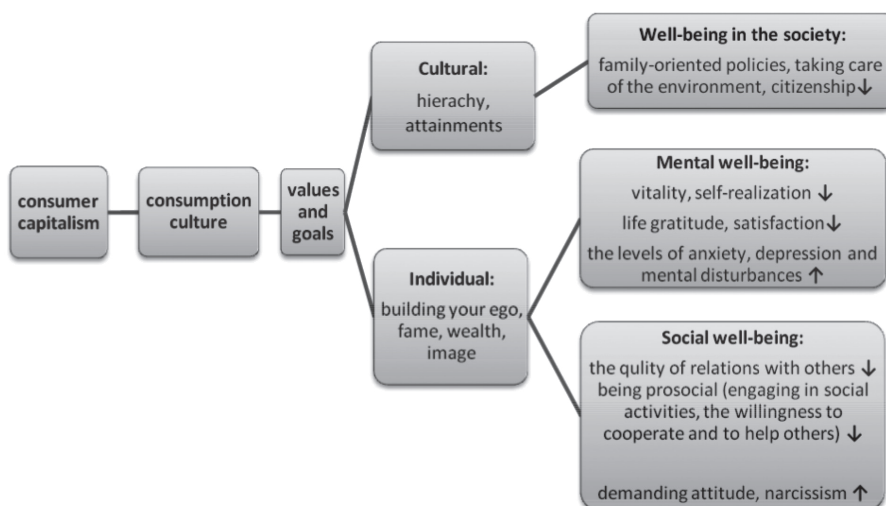 consumer
capitalism
consumption
culture
values
and
goals
Cultural:
hierachy,
attainments
Individual:
building your ego,
fame, wealth,
image
Well-being in the society:
family-oriented policies, taking care
of the environment, citizenship↓
Mental well-being:
vitality, self-realization ↓
life gratitude, satisfaction↓
the levels of anxiety, depression and
mental disturbances ↑
Social well-being:
the qulity of relations with others ↓
being prosocial (engaging in social
activities, the willingness to
cooperate and to help others) ↓
demanding attitude, narcissism ↑